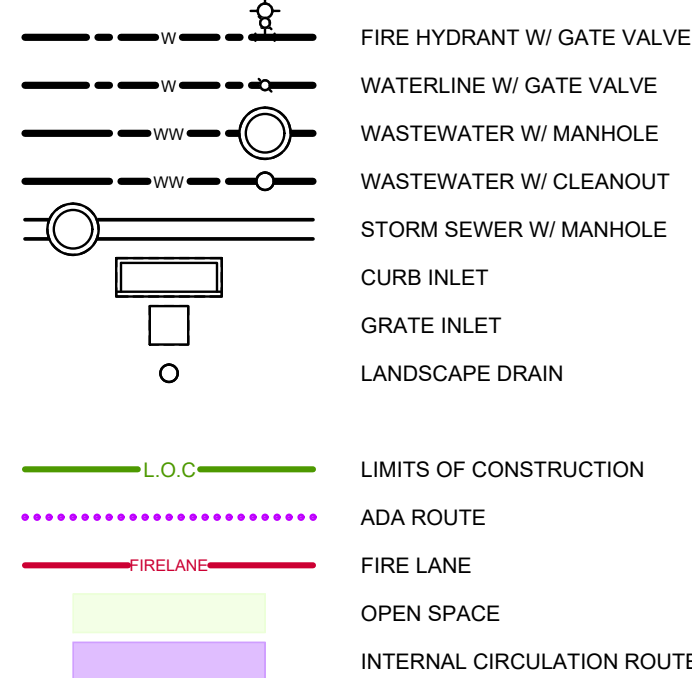 W FIRE HYDRANT W/ GATE VALVE
W WATERLINE W/ GATE VALVE
WW WASTEWATER W/ MANHOLE
WW WASTEWATER W/ CLEANOUT
STORM SEWER W/ MANHOLE
CURB INLET
GRATE INLET
LANDSCAPE DRAIN
L.O.C LIMITS OF CONSTRUCTION
ADA ROUTE
FIRELANE FIRE LANE
OPEN SPACE
INTERNAL CIRCULATION ROUTE